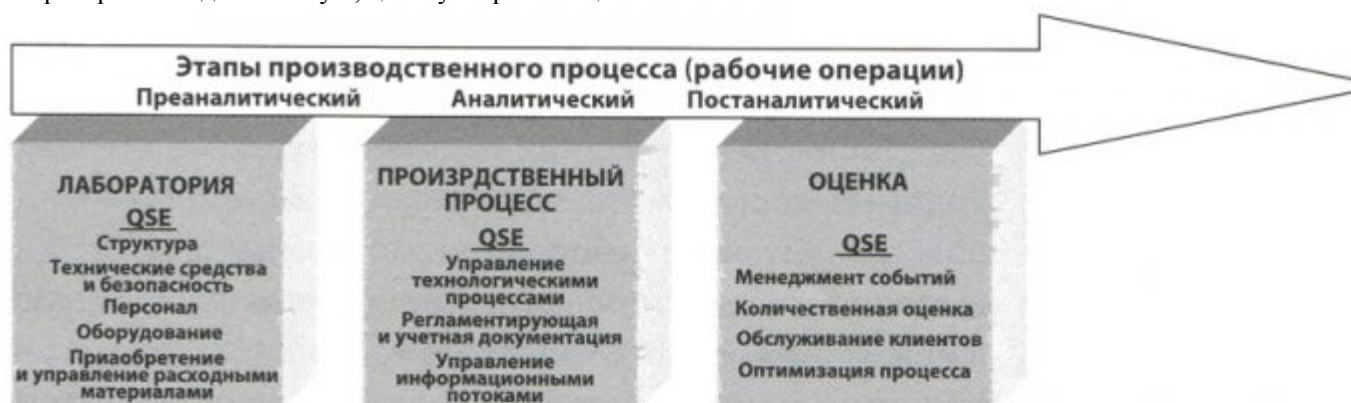 Этапы производственного процесса (рабочие операции)
Преаналитический Аналитический Постаналитический
ЛАБОРАТОРИЯ
QSE
Структура
Технические средства
и безопасность
Персонал
Оборудование
Приаобретение
и управление расходными
материалами
ПРОИЗРДСТВЕННЫЙ
ПРОЦЕСС
QSE
Управление
технологическими
процессами
Регламентирующая
и учетная документация
Управление
информационными
потоками
ОЦЕНКА
QSE
Менеджмент событий
Количественная оценка
Обслуживание клиентов
Оптимизация процесса